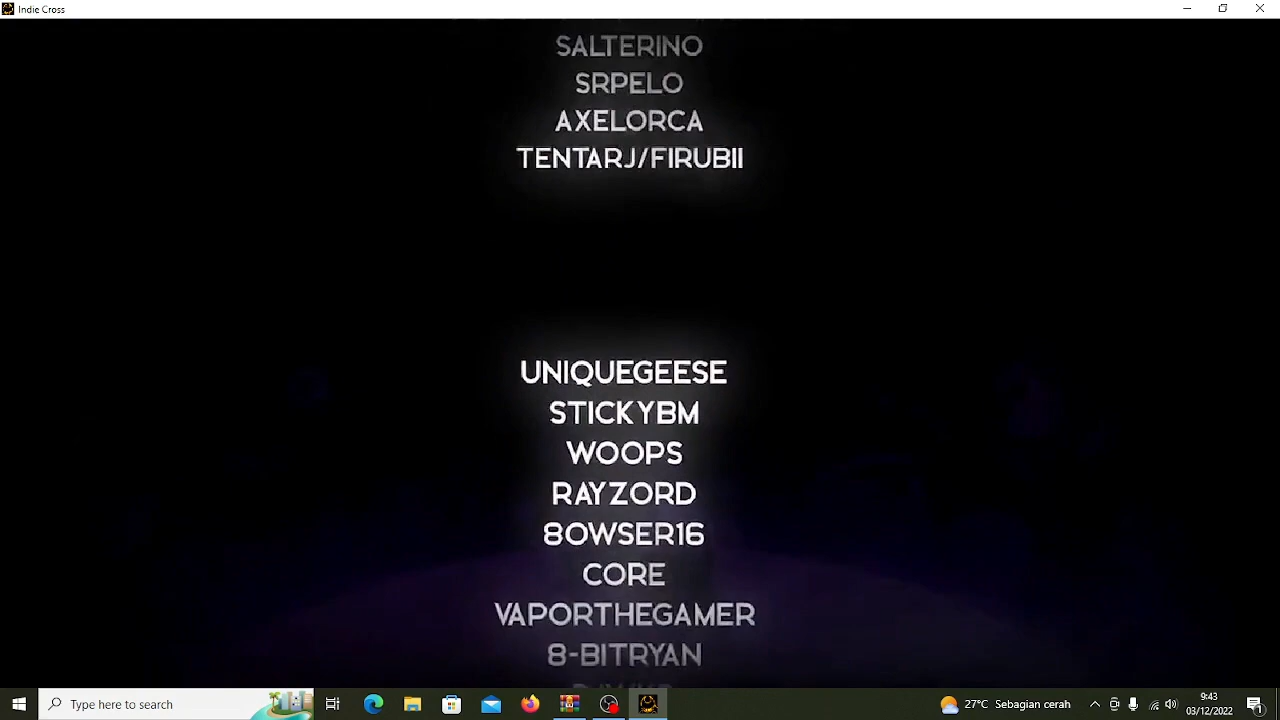 Indie Cross
SALTERINO
SRPELO
AXELORCA
TENTARJ/FIRUBII
UNIQUEGEESE
STICKYBM
WOOPS
RAYZORD
8OWSER16
CORE
VAPORTHEGAMER
8-BITRYAN
Type here to search
27°C Sebagian cerah
9:43
03/12/2022
1